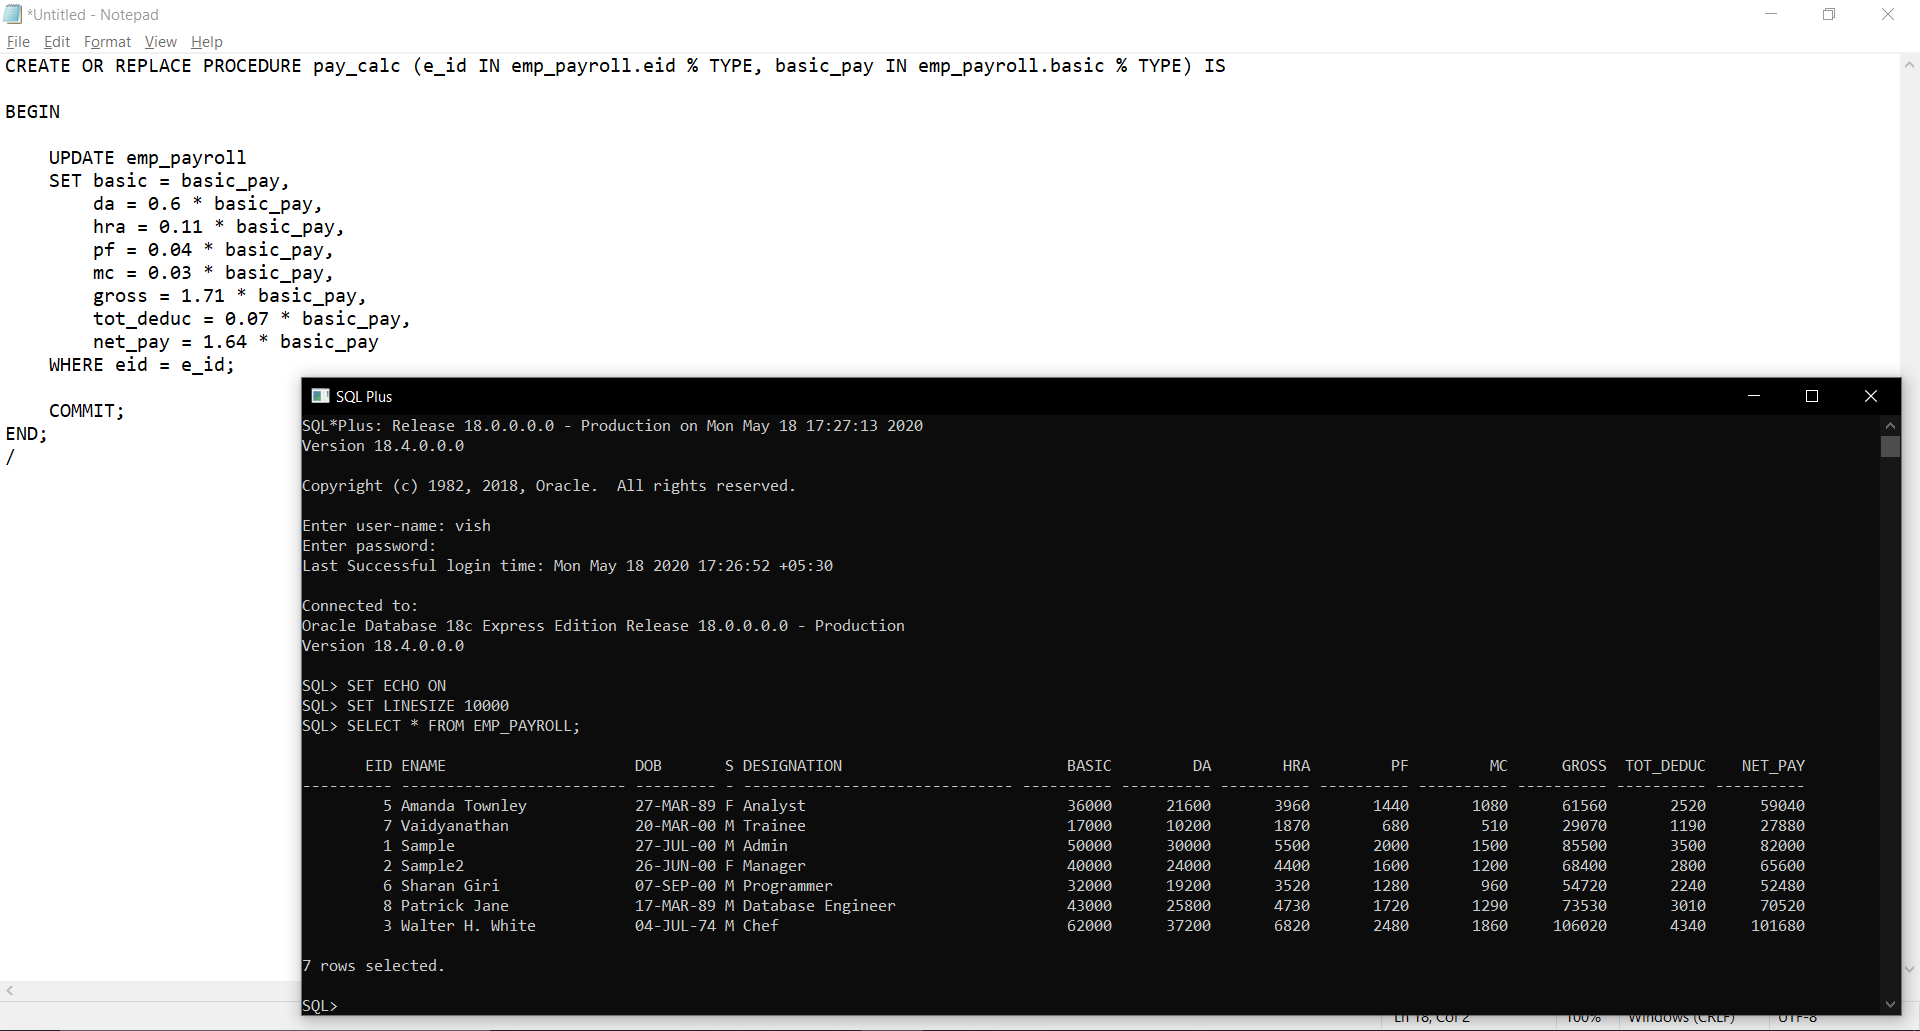 *Untitled - Notepad
File Edit Format View Help
CREATE OR REPLACE PROCEDURE pay_calc (e_id IN emp_payroll.eid % TYPE, basic_pay IN emp_payroll.basic % TYPE) IS
BEGIN
UPDATE emp_payroll
SET basic = basic_pay,
da = 0.6 * basic_pay,
hra = 0.11 * basic_pay,
pf = 0.04 * basic_pay,
mc = 0.03 * basic_pay,
gross = 1.71 * basic_pay,
tot_deduc = 0.07 * basic_pay,
net_pay = 1.64 * basic_pay
WHERE eid = e_id;
COMMIT;
END;
/
SQL Plus
SQL*Plus: Release 18.0.0.0.0 - Production on Mon May 18 17:27:13 2020
Version 18.4.0.0.0
Copyright (c) 1982, 2018, Oracle.  All rights reserved.
Enter user-name: vish
Enter password:
Last Successful login time: Mon May 18 2020 17:26:52 +05:30
Connected to:
Oracle Database 18c Express Edition Release 18.0.0.0.0 - Production
Version 18.4.0.0.0
SQL> SET ECHO ON
SQL> SET LINESIZE 10000
SQL> SELECT * FROM EMP_PAYROLL;
EID ENAME DOB S DESIGNATION BASIC DA HRA PF MC GROSS TOT_DEDUC NET_PAY
---------- ------------------------- --------- - ------------------------------ ---------- ---------- ---------- ---------- ---------- ---------- ---------- ----------
5 Amanda Townley 27-MAR-89 F Analyst 36000 21600 3960 1440 1080 61560 2520 59040
7 Vaidyanathan 20-MAR-00 M Trainee 17000 10200 1870 680 510 29070 1190 27880
1 Sample 27-JUL-00 M Admin 50000 30000 5500 2000 1500 85500 3500 82000
2 Sample2 26-JUN-00 F Manager 40000 24000 4400 1600 1200 68400 2800 65600
6 Sharan Giri 07-SEP-00 M Programmer 32000 19200 3520 1280 960 54720 2240 52480
8 Patrick Jane 17-MAR-89 M Database Engineer 43000 25800 4730 1720 1290 73530 3010 70520
3 Walter H. White 04-JUL-74 M Chef 62000 37200 6820 2480 1860 106020 4340 101680
7 rows selected.
SQL>
Ln 18, Col 2 100% Windows (CRLF) UTF-8